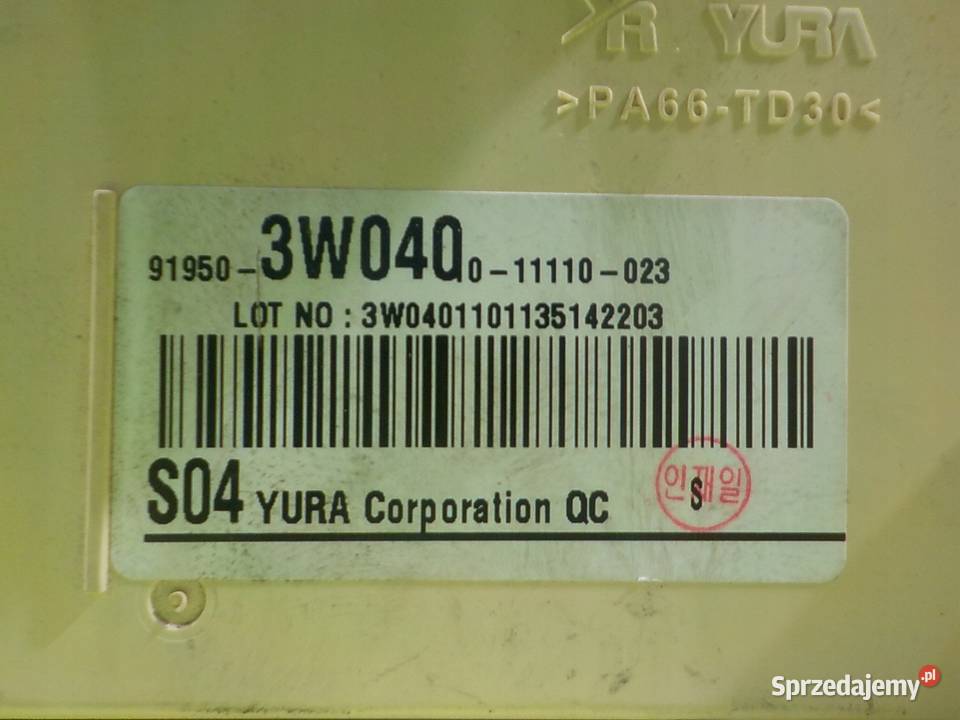 YR YURA
>PA66-TD30<
91950-3W040 0-11110-023
LOT NO : 3W0401101135142203
S04 YURA Corporation QC
인재일
S
Sprzedajemy.pl